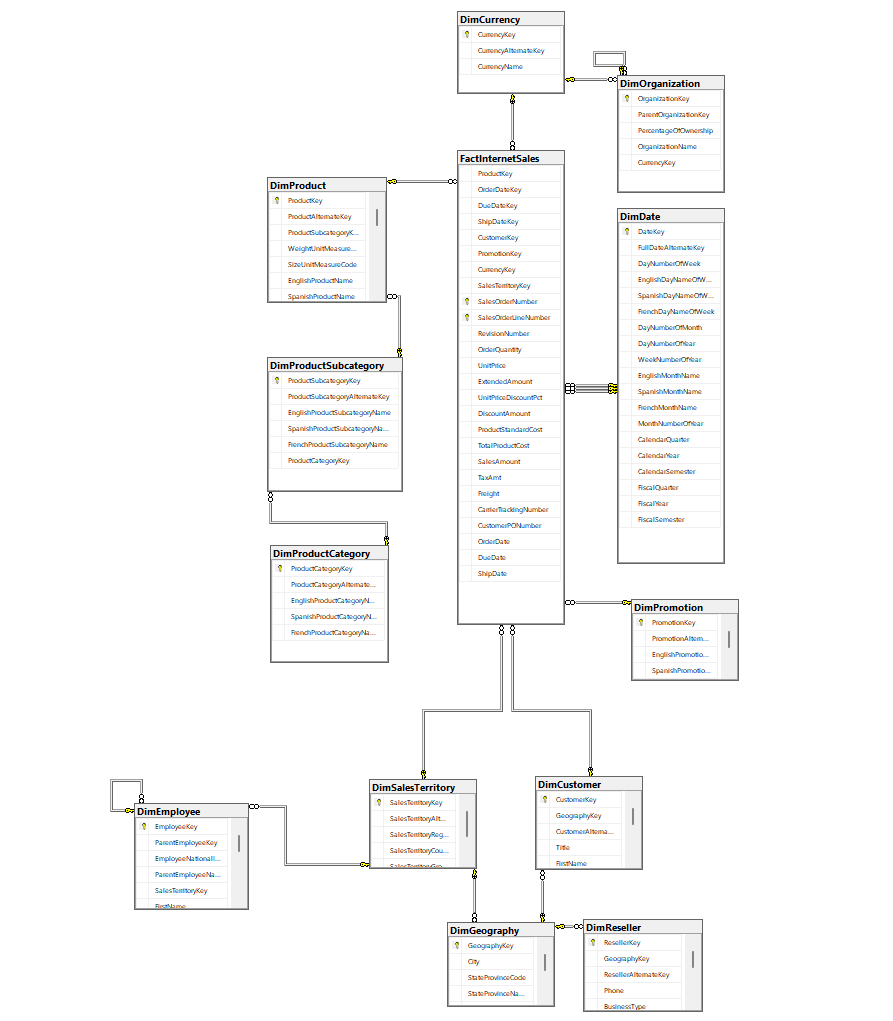 DimCurrency
CurrencyKey
CurrencyAlternateKey
CurrencyName
DimOrganization
OrganizationKey
ParentOrganizationKey
PercentageOfOwnership
OrganizationName
CurrencyKey
FactInternetSales
ProductKey
OrderDateKey
DueDateKey
ShipDateKey
CustomerKey
PromotionKey
CurrencyKey
SalesTerritoryKey
SalesOrderNumber
SalesOrderLineNumber
RevisionNumber
OrderQuantity
UnitPrice
ExtendedAmount
UnitPriceDiscountPct
DiscountAmount
ProductStandardCost
TotalProductCost
SalesAmount
TaxAmt
Freight
CarrierTrackingNumber
CustomerPONumber
OrderDate
DueDate
ShipDate
DimProduct
ProductKey
ProductAlternateKey
ProductSubcategoryK...
WeightUnitMeasure...
SizeUnitMeasureCode
EnglishProductName
SpanishProductName
DimDate
DateKey
FullDateAlternateKey
DayNumberOfWeek
EnglishDayNameOfW...
SpanishDayNameOfW...
FrenchDayNameOfWeek
DayNumberOfMonth
DayNumberOfYear
WeekNumberOfYear
EnglishMonthName
SpanishMonthName
FrenchMonthName
MonthNumberOfYear
CalendarQuarter
CalendarYear
CalendarSemester
FiscalQuarter
FiscalYear
FiscalSemester
DimProductSubcategory
ProductSubcategoryKey
ProductSubcategoryAlternateKey
EnglishProductSubcategoryName
SpanishProductSubcategoryNa...
FrenchProductSubcategoryName
ProductCategoryKey
DimProductCategory
ProductCategoryKey
ProductCategoryAlternate...
EnglishProductCategoryN...
SpanishProductCategoryN...
FrenchProductCategoryNa...
DimPromotion
PromotionKey
PromotionAltern...
EnglishPromotio...
SpanishPromotio...
DimEmployee
EmployeeKey
ParentEmployeeKey
EmployeeNationalI...
ParentEmployeeNa...
SalesTerritoryKey
FirstName
DimSalesTerritory
SalesTerritoryKey
SalesTerritoryAlt...
SalesTerritoryReg...
SalesTerritoryCou...
SalesTerritoryGro...
DimCustomer
CustomerKey
GeographyKey
CustomerAlterna...
Title
FirstName
DimGeography
GeographyKey
City
StateProvinceCode
StateProvinceNa...
DimReseller
ResellerKey
GeographyKey
ResellerAlternateKey
Phone
BusinessType